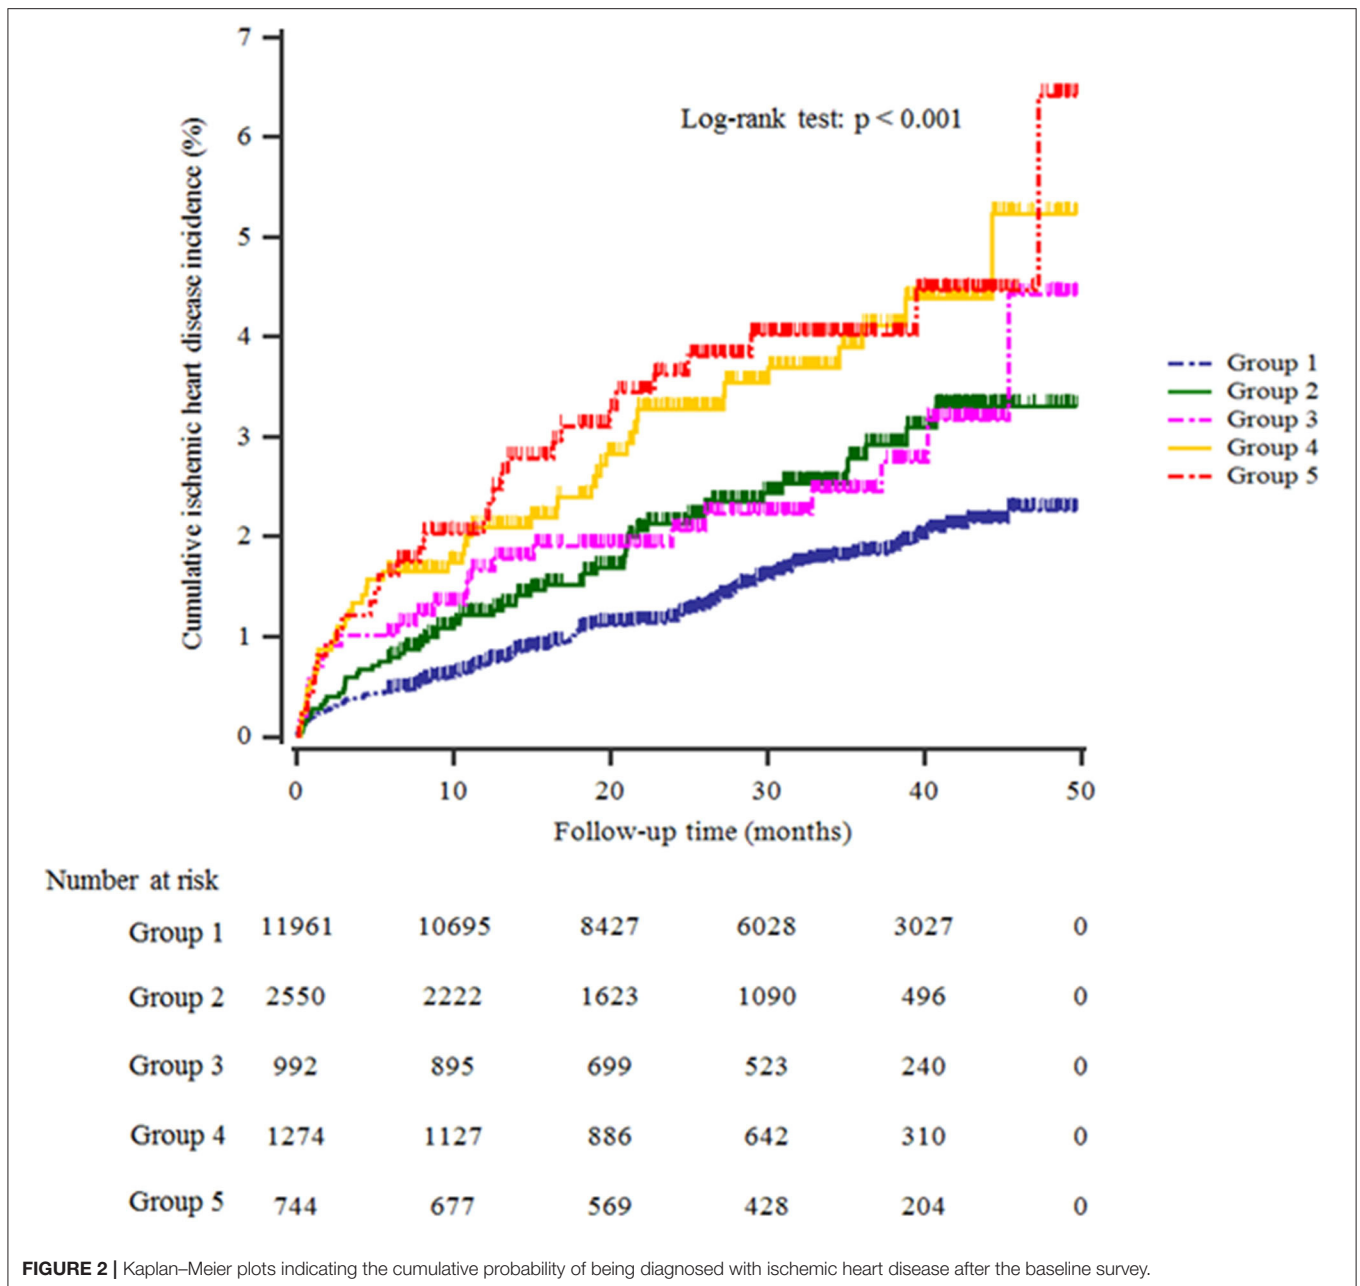 7
Log-rank test: p < 0.001
6
5
4
3
2
1
0
Cumulative ischemic heart disease incidence (%)
Group 1
Group 2
Group 3
Group 4
Group 5
0 10 20 30 40 50
Follow-up time (months)
Number at risk
Group 1 11961 10695 8427 6028 3027 0
Group 2 2550 2222 1623 1090 496 0
Group 3 992 895 699 523 240 0
Group 4 1274 1127 886 642 310 0
Group 5 744 677 569 428 204 0
FIGURE 2 | Kaplan–Meier plots indicating the cumulative probability of being diagnosed with ischemic heart disease after the baseline survey.